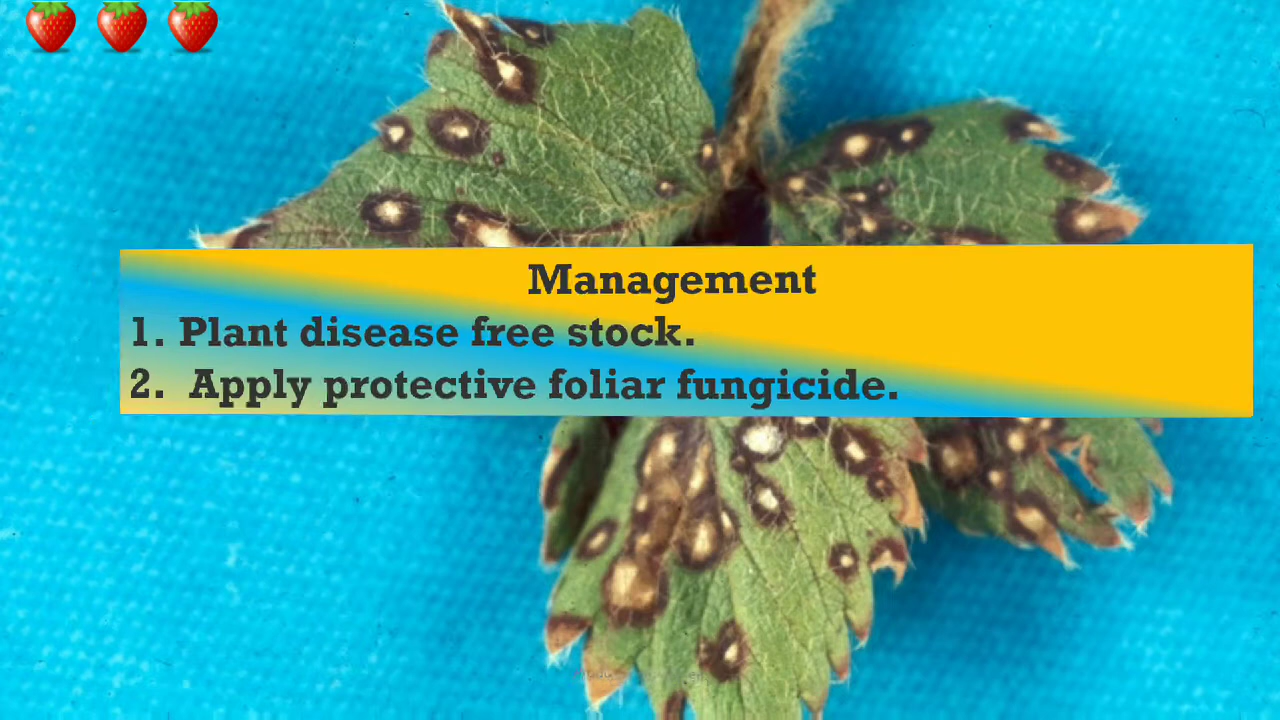 Management
1. Plant disease free stock.
2. Apply protective foliar fungicide.